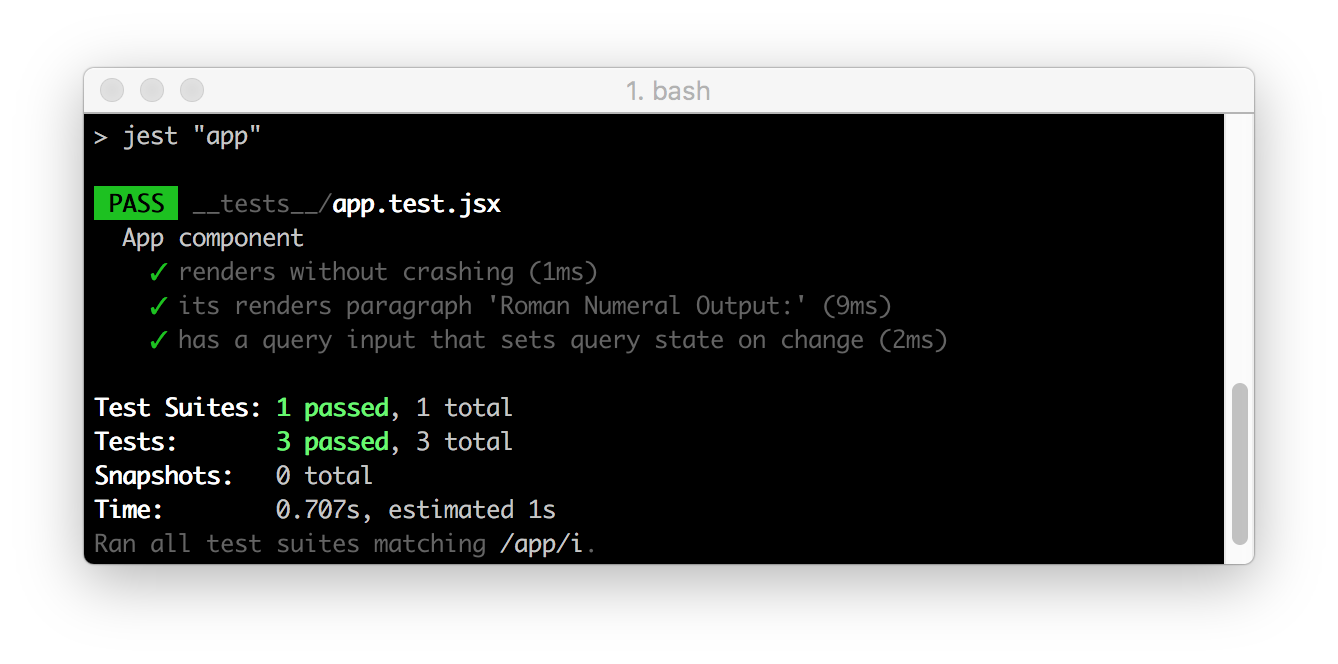 1. bash
> jest "app"
PASS __tests__/app.test.jsx
App component
✓ renders without crashing (1ms)
✓ its renders paragraph 'Roman Numeral Output:' (9ms)
✓ has a query input that sets query state on change (2ms)
Test Suites: 1 passed, 1 total
Tests: 3 passed, 3 total
Snapshots: 0 total
Time: 0.707s, estimated 1s
Ran all test suites matching /app/i.